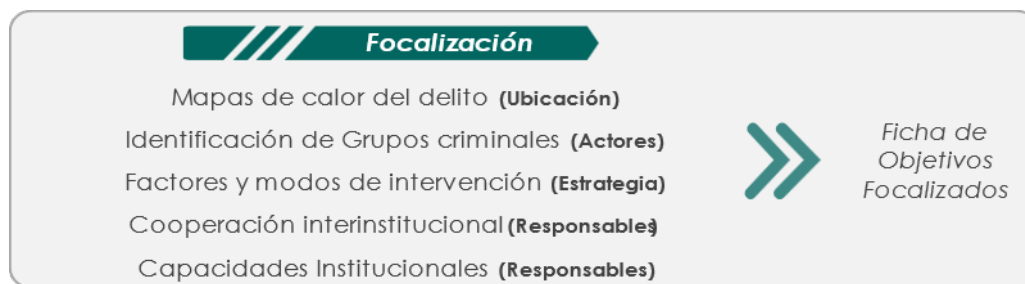 Focalización
Mapas de calor del delito (Ubicación)
Identificación de Grupos criminales (Actores)
Factores y modos de intervención (Estrategia)
Cooperación interinstitucional (Responsables)
Capacidades Institucionales (Responsables)
Ficha de
Objetivos
Focalizados